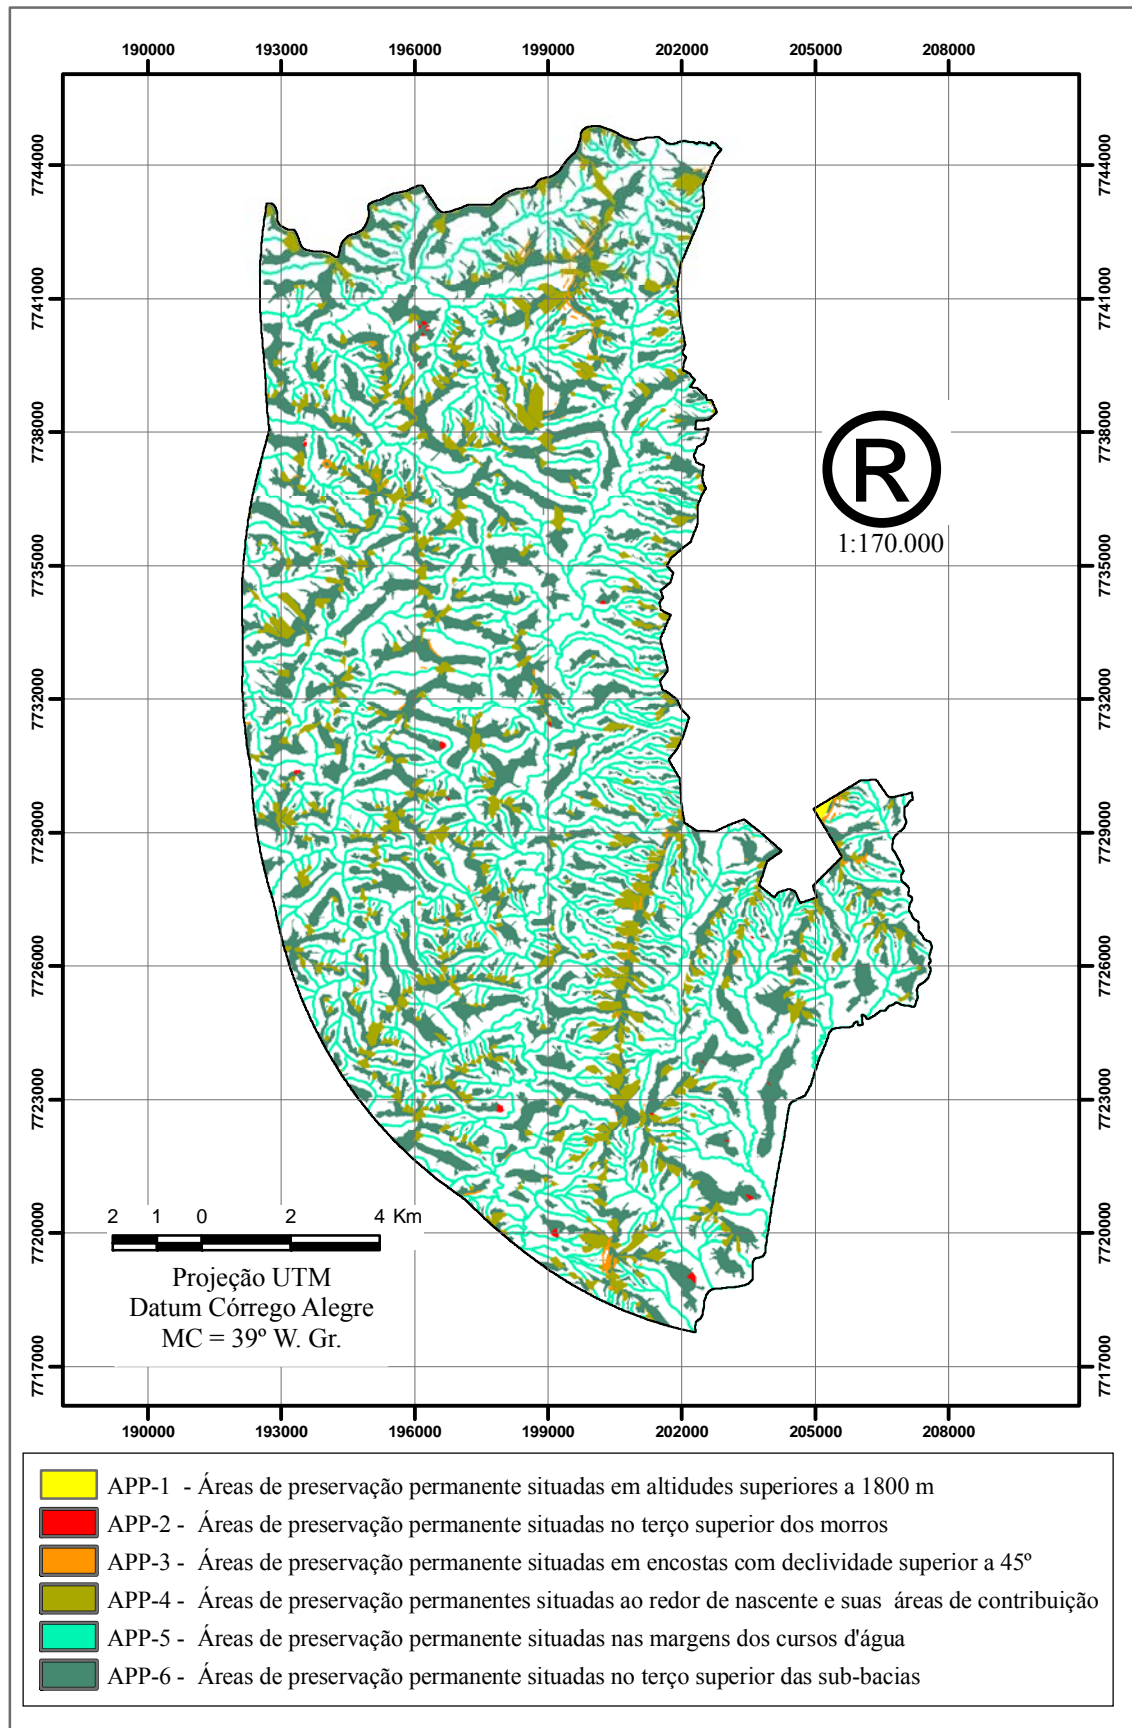 190000 193000 196000 199000 202000 205000 208000
7744000 7744000
7741000 7741000
7738000 7738000
R
1:170.000
7735000 7735000
7732000 7732000
7729000 7729000
7726000 7726000
7723000 7723000
2 1 0 2 4 Km
7720000 7720000
Projeção UTM
Datum Córrego Alegre
MC = 39º W. Gr.
7717000 7717000
190000 193000 196000 199000 202000 205000 208000
APP-1 - Áreas de preservação permanente situadas em altidudes superiores a 1800 m
APP-2 - Áreas de preservação permanente situadas no terço superior dos morros
APP-3 - Áreas de preservação permanente situadas em encostas com declividade superior a 45º
APP-4 - Áreas de preservação permanentes situadas ao redor de nascente e suas áreas de contribuição
APP-5 - Áreas de preservação permanente situadas nas margens dos cursos d'água
APP-6 - Áreas de preservação permanente situadas no terço superior das sub-bacias